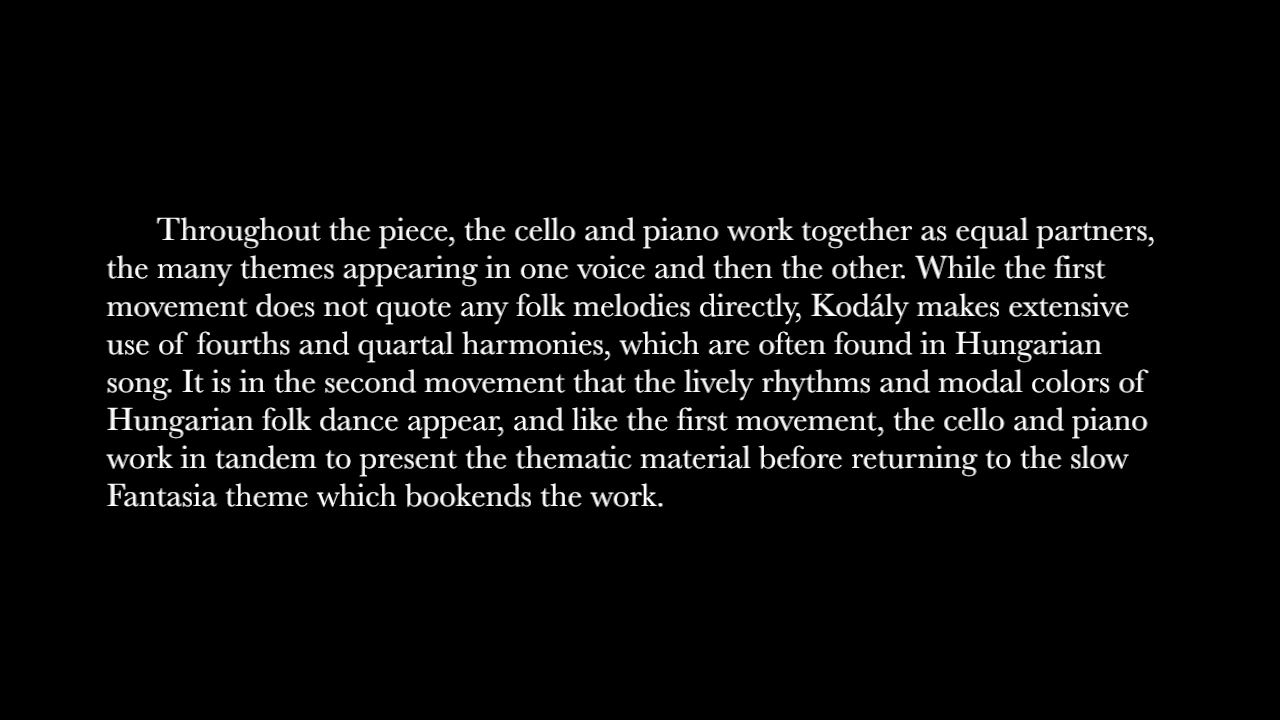 Throughout the piece, the cello and piano work together as equal partners,
the many themes appearing in one voice and then the other. While the first
movement does not quote any folk melodies directly, Kodály makes extensive
use of fourths and quartal harmonies, which are often found in Hungarian
song. It is in the second movement that the lively rhythms and modal colors of
Hungarian folk dance appear, and like the first movement, the cello and piano
work in tandem to present the thematic material before returning to the slow
Fantasia theme which bookends the work.